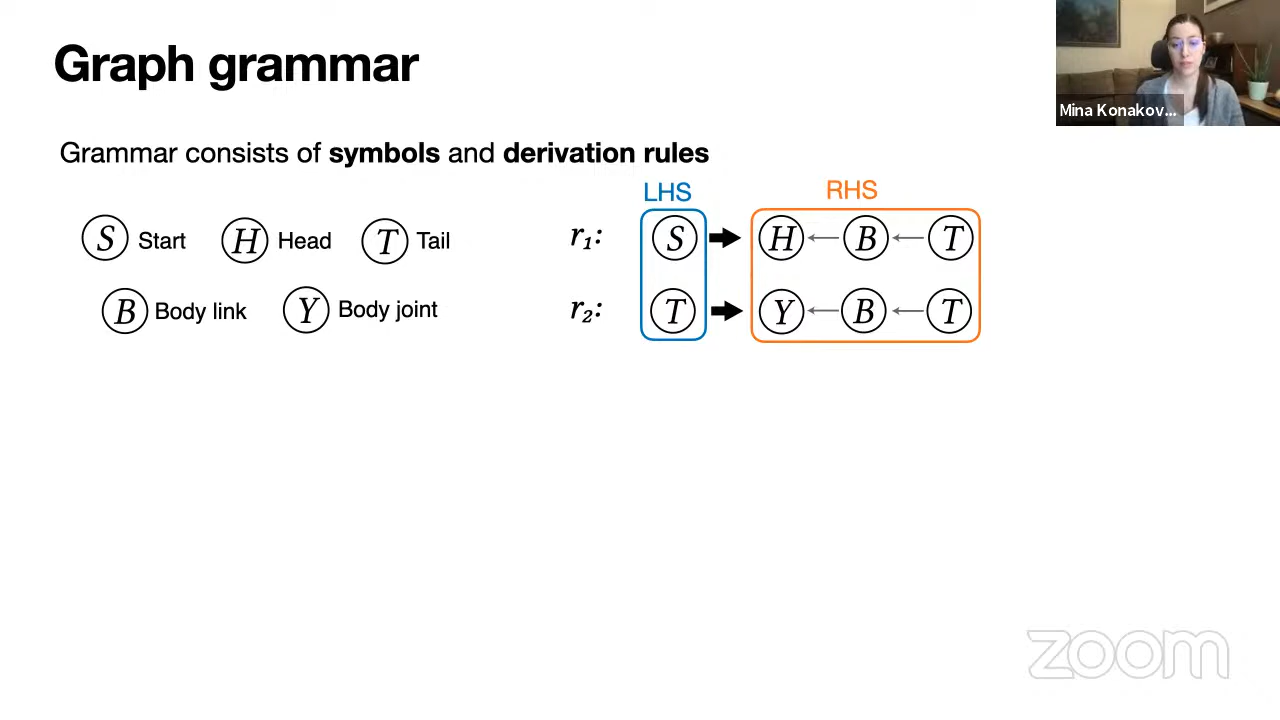 Graph grammar
Mina Konakov...
Grammar consists of symbols and derivation rules
LHS
RHS
S Start H Head T Tail
r₁: S → H ← B ← T
B Body link Y Body joint
r₂: T → Y ← B ← T
zoom